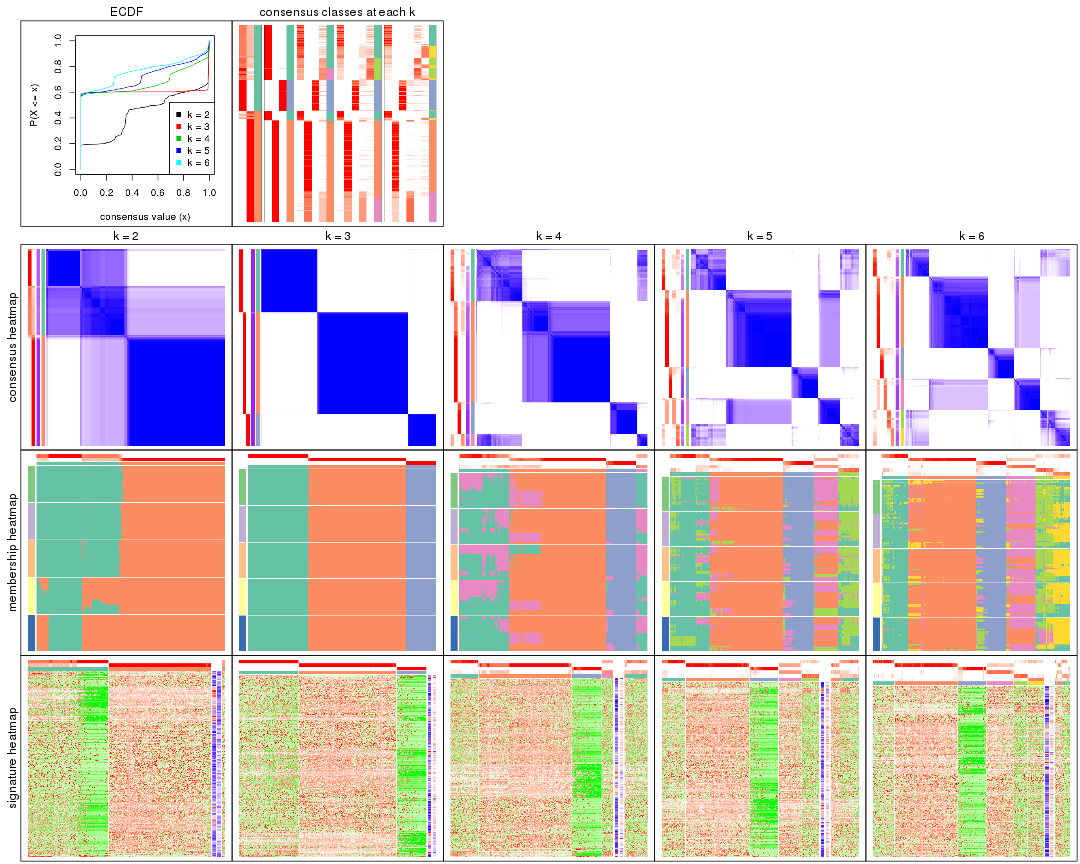 ECDF
consensus classes at each k
P(X <= x)
0.0
0.2
0.4
0.6
0.8
1.0
k = 2
k = 3
k = 4
k = 5
k = 6
0.0 0.2 0.4 0.6 0.8 1.0
consensus value (x)
k = 2
k = 3
k = 4
k = 5
k = 6
consensus heatmap
membership heatmap
signature heatmap